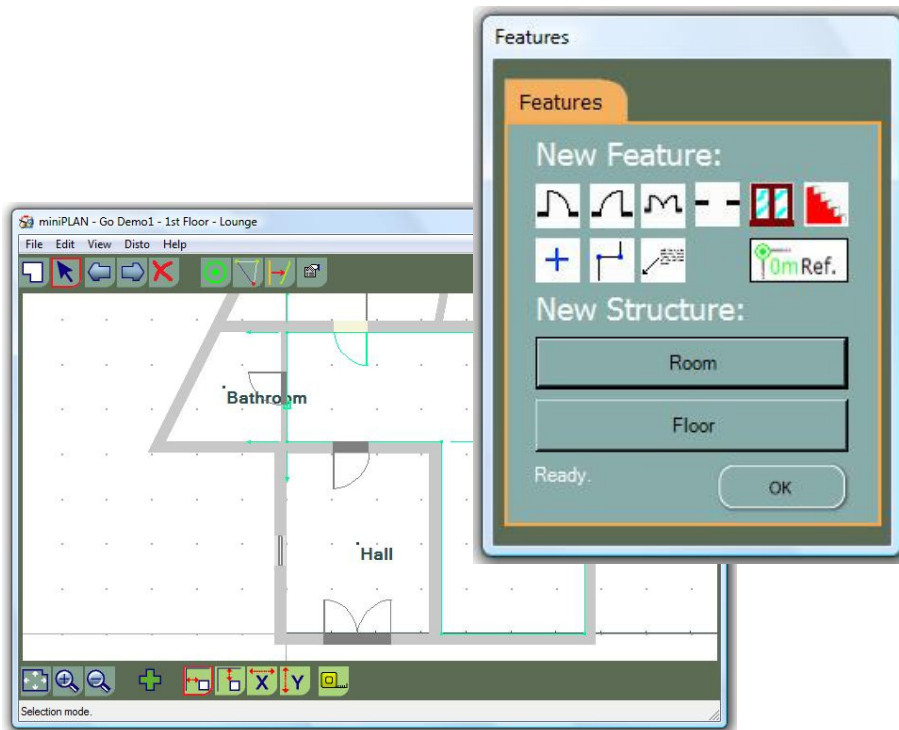 Features
Features
New Feature:
0m Ref.
New Structure:
Room
Floor
Ready.
OK
miniPLAN - Go Demo1 - 1st Floor - Lounge
File Edit View Disto Help
Bathroom
Hall
X Y
Selection mode.